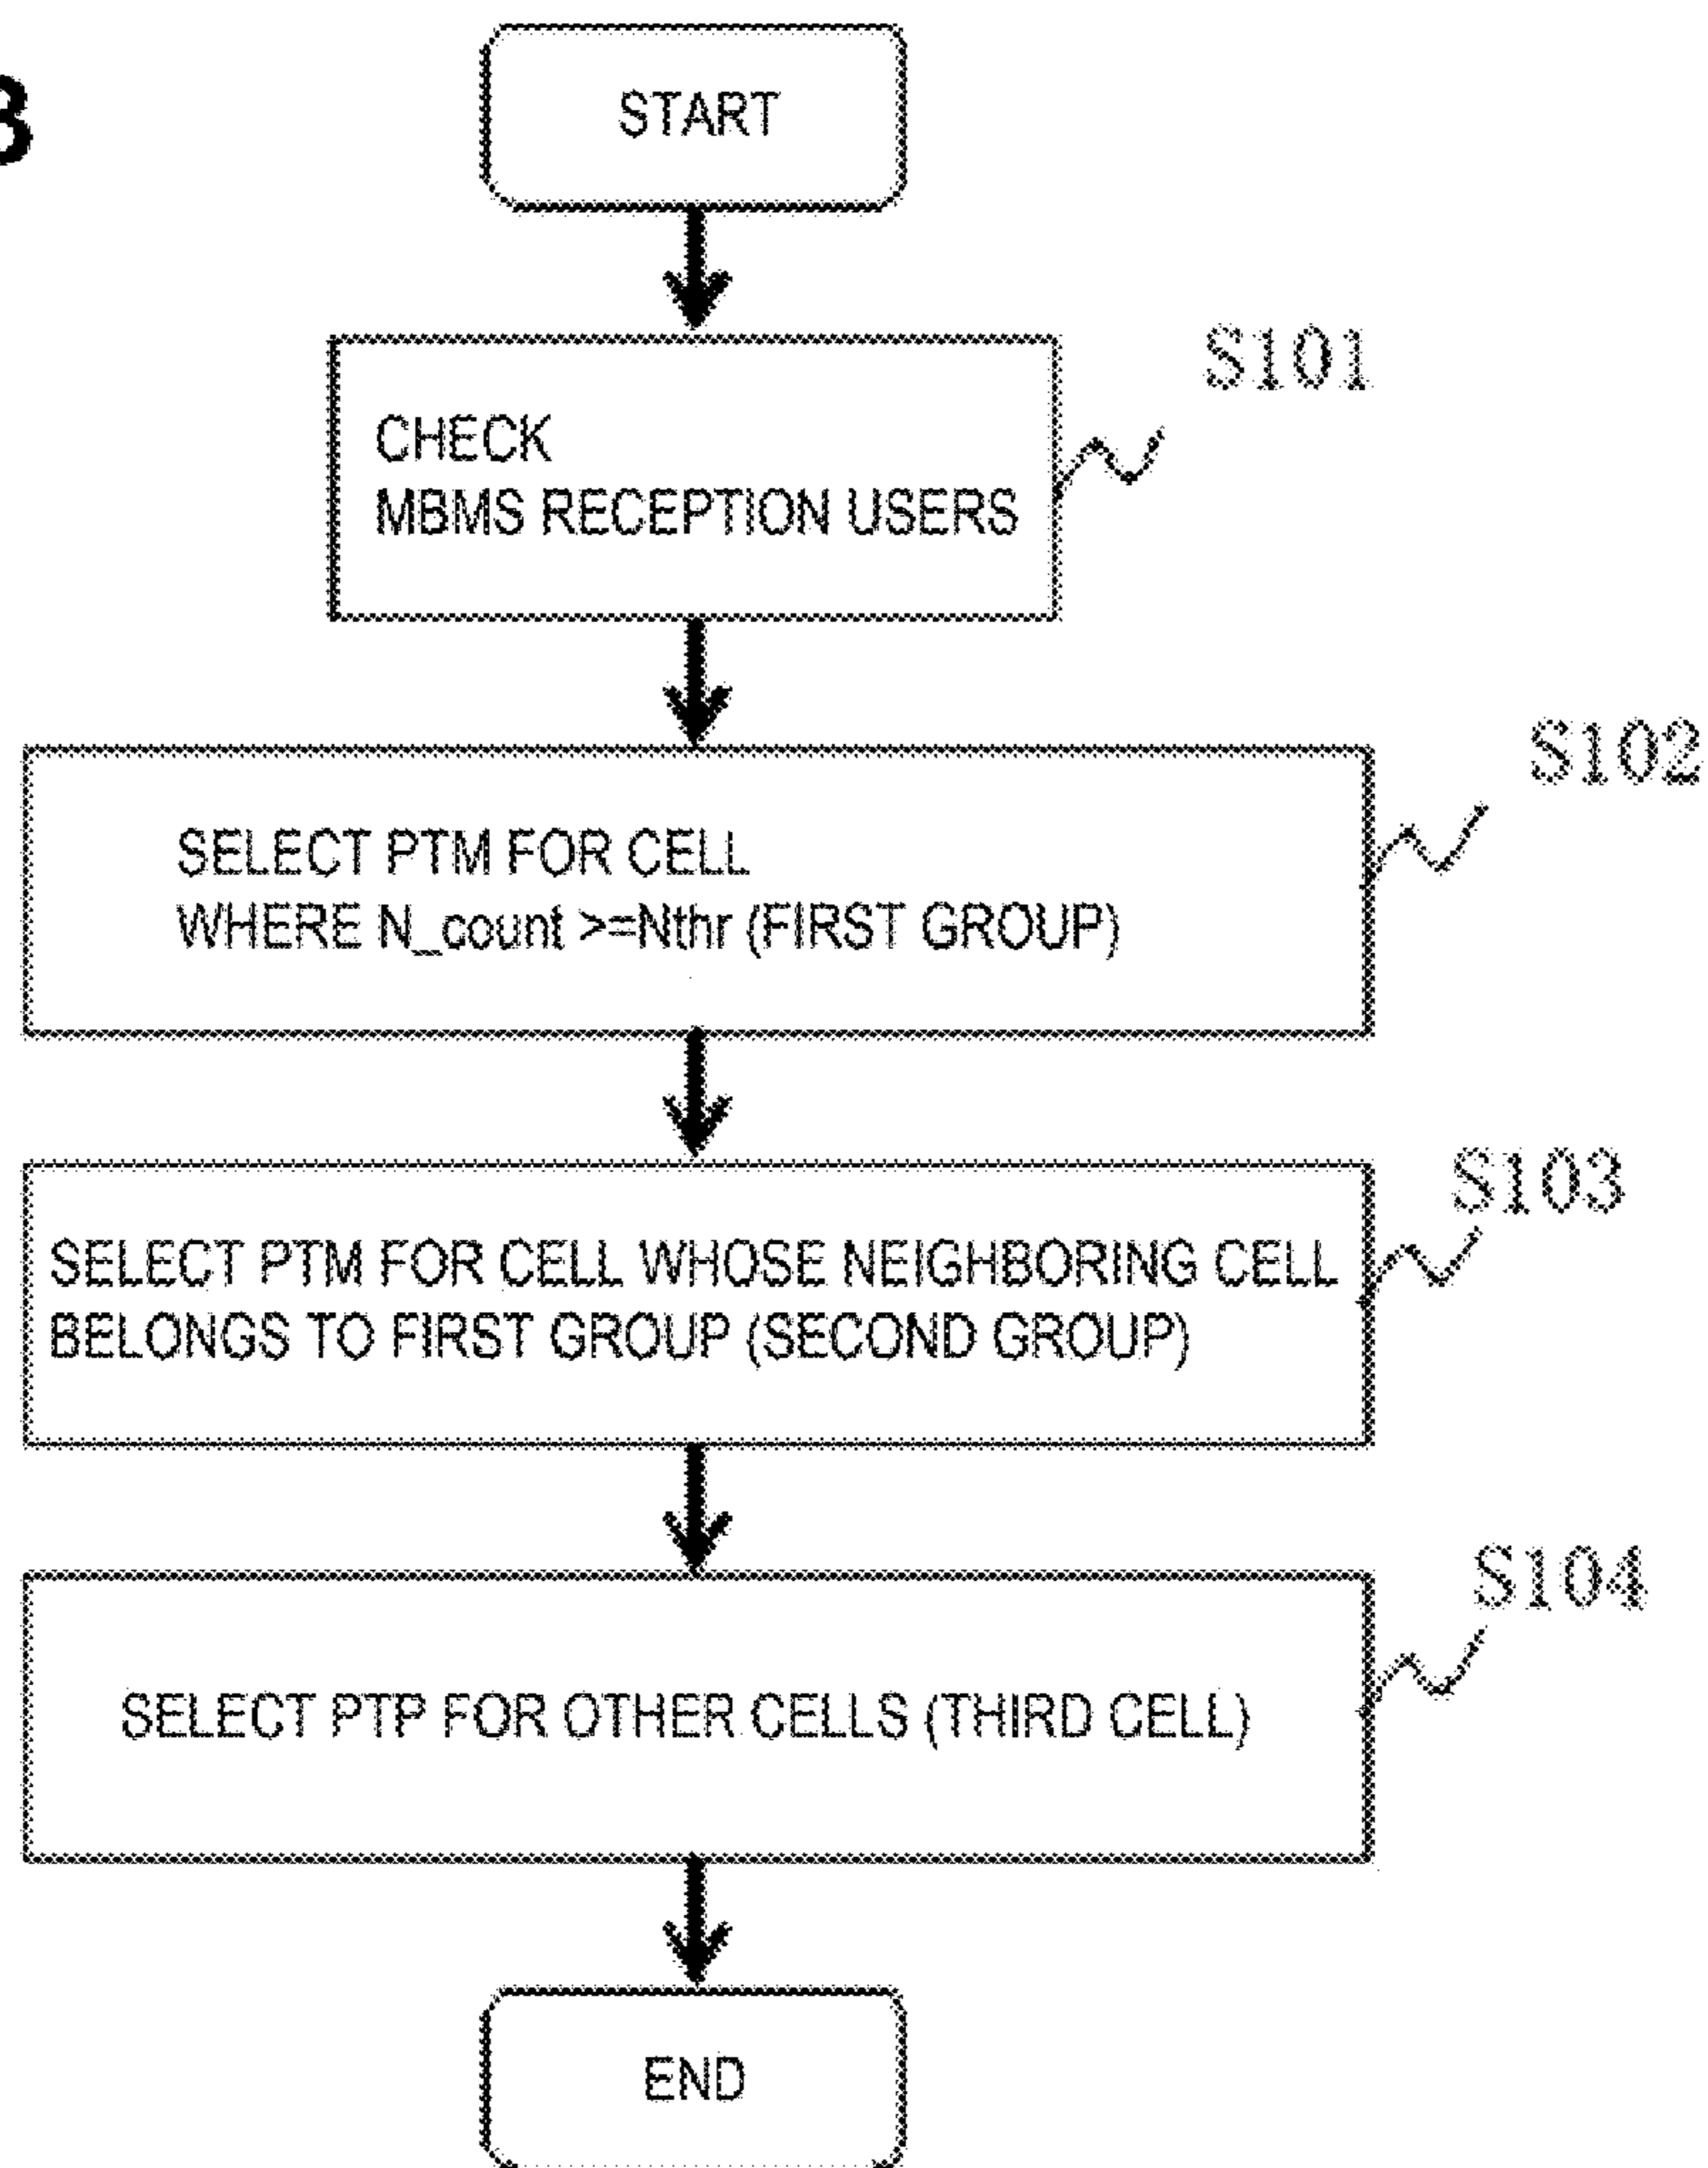 START
S101
CHECK
MBMS RECEPTION USERS
S102
SELECT PTM FOR CELL
WHERE N_count >=Nthr (FIRST GROUP)
S103
SELECT PTM FOR CELL WHOSE NEIGHBORING CELL
BELONGS TO FIRST GROUP (SECOND GROUP)
S104
SELECT PTP FOR OTHER CELLS (THIRD CELL)
END